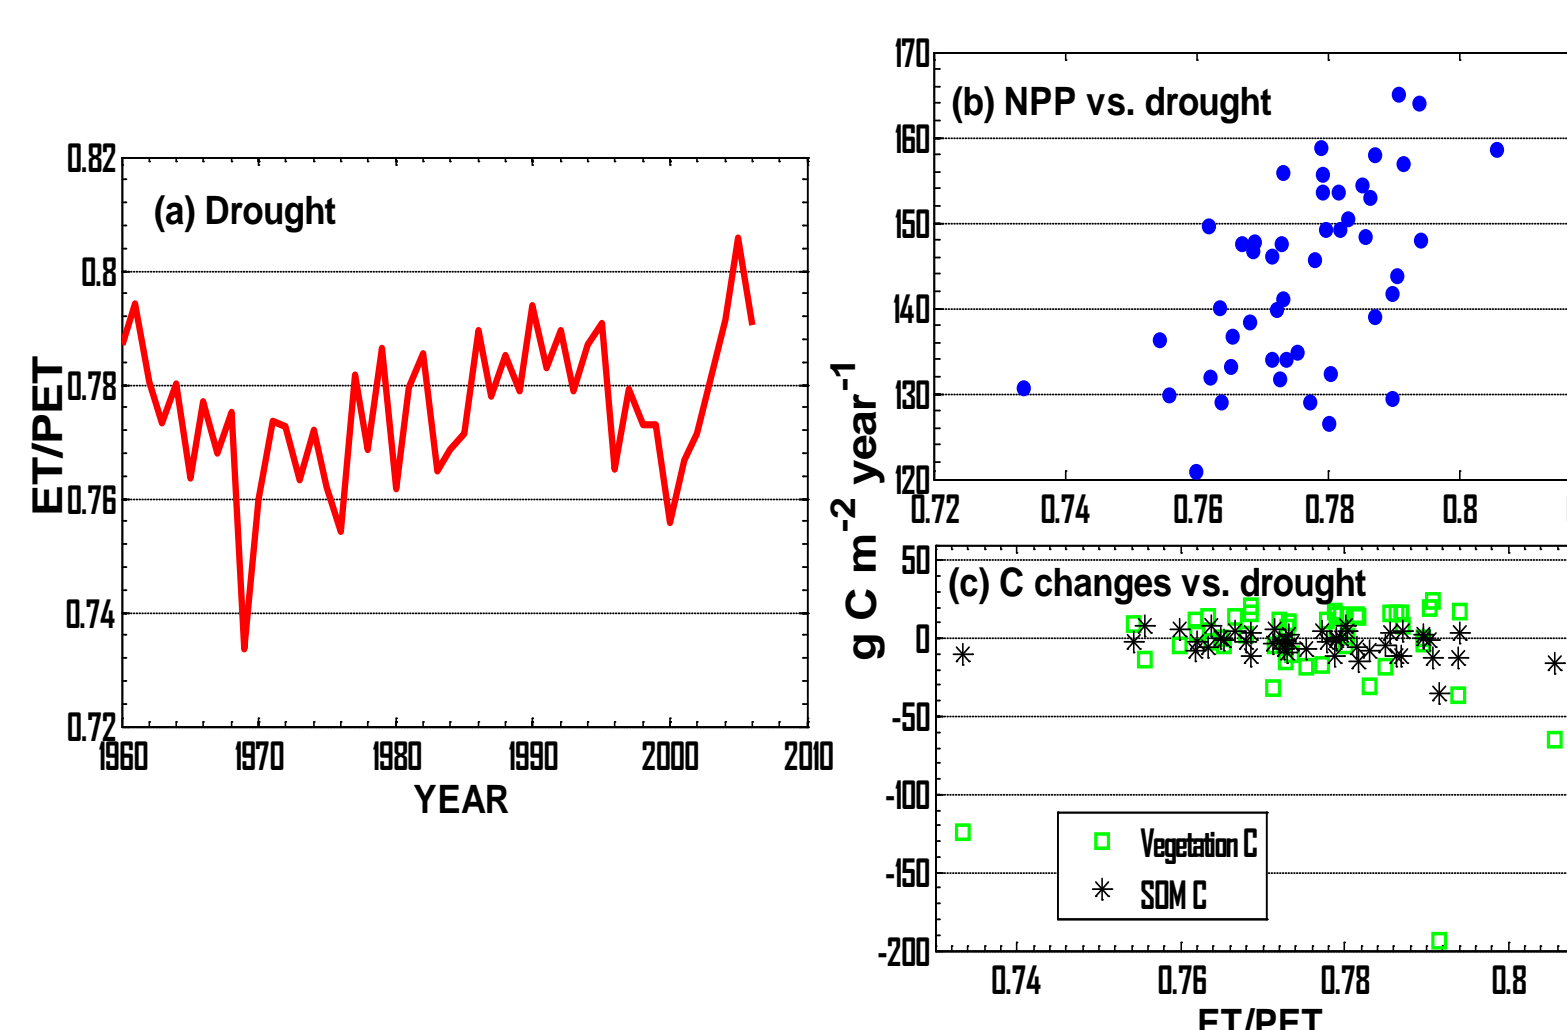 (a) Drought
0.82
0.8
0.78
0.76
0.74
0.72
ET/PET
1960 1970 1980 1990 2000 2010
YEAR
(b) NPP vs. drought
170
160
150
140
130
120
0.72 0.74 0.76 0.78 0.8
g C m-2 year-1
(c) C changes vs. drought
50
0
-50
-100
-150
-200
Vegetation C
SOM C
0.74 0.76 0.78 0.8
ET/PET